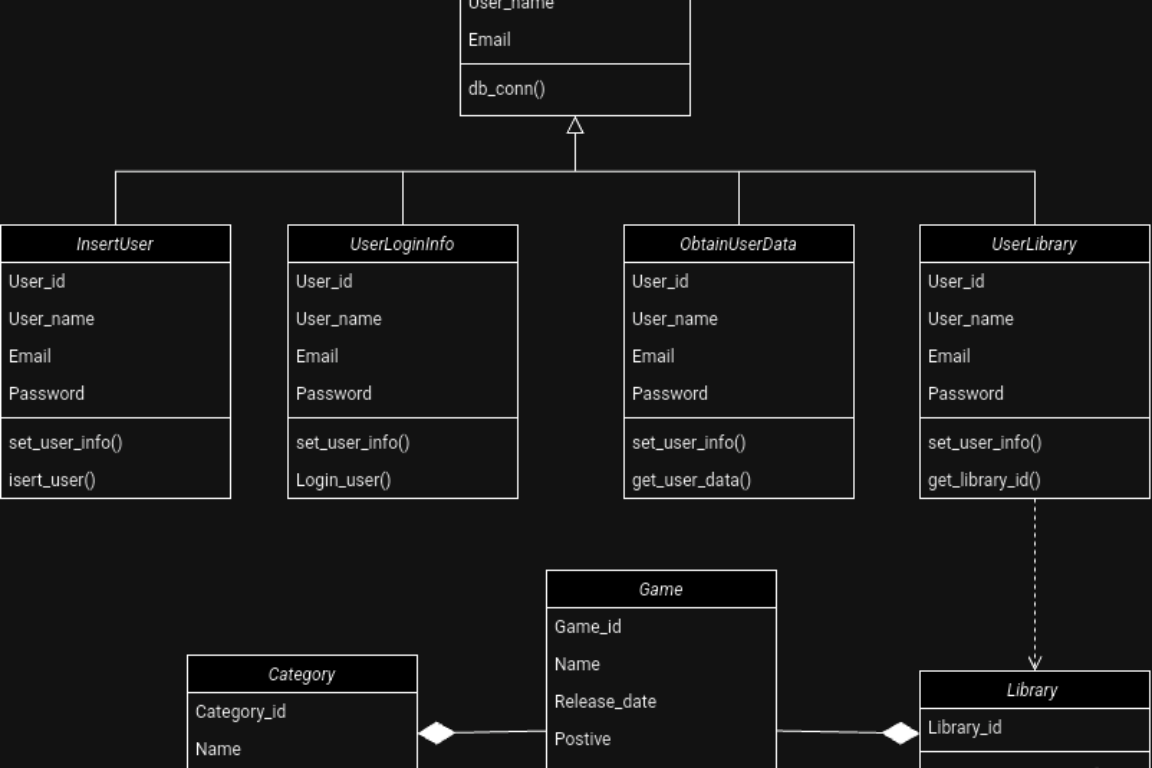 User_name
Email
db_conn()
InsertUser
User_id
User_name
Email
Password
set_user_info()
isert_user()
UserLoginInfo
User_id
User_name
Email
Password
set_user_info()
Login_user()
ObtainUserData
User_id
User_name
Email
Password
set_user_info()
get_user_data()
UserLibrary
User_id
User_name
Email
Password
set_user_info()
get_library_id()
Category
Category_id
Name
Game
Game_id
Name
Release_date
Postive
Library
Library_id